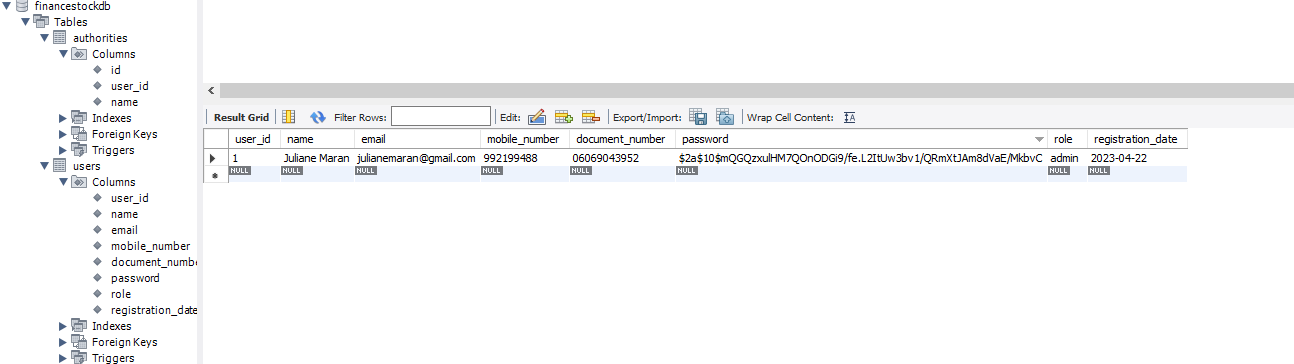 financestockdb
Tables
authorities
Columns
id
user_id
name
Indexes
Foreign Keys
Triggers
users
Columns
user_id
name
email
mobile_number
document_numbe
password
role
registration_date
Indexes
Foreign Keys
Triggers
Result Grid Filter Rows: Edit: Export/Import: Wrap Cell Content: IA
user_id name email mobile_number document_number password role registration_date
1 Juliane Maran julianemaran@gmail.com 992199488 06069043952 $2a$10$mQGQzxulHM7QOnODGi9/fe.L2ItUw3bv1/QRmXtJAm8dVaE/MkbvC admin 2023-04-22
NULL NULL NULL NULL NULL NULL NULL NULL